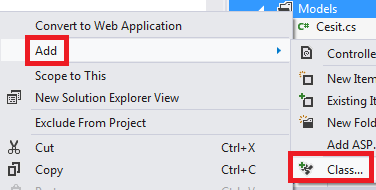 Convert to Web Application
Add
Scope to This
New Solution Explorer View
Exclude From Project
Cut Ctrl+X
Copy Ctrl+C
Models
C# Cesit.cs
Controlle
New Item
Existing It
New Fold
Add ASP.
Class...